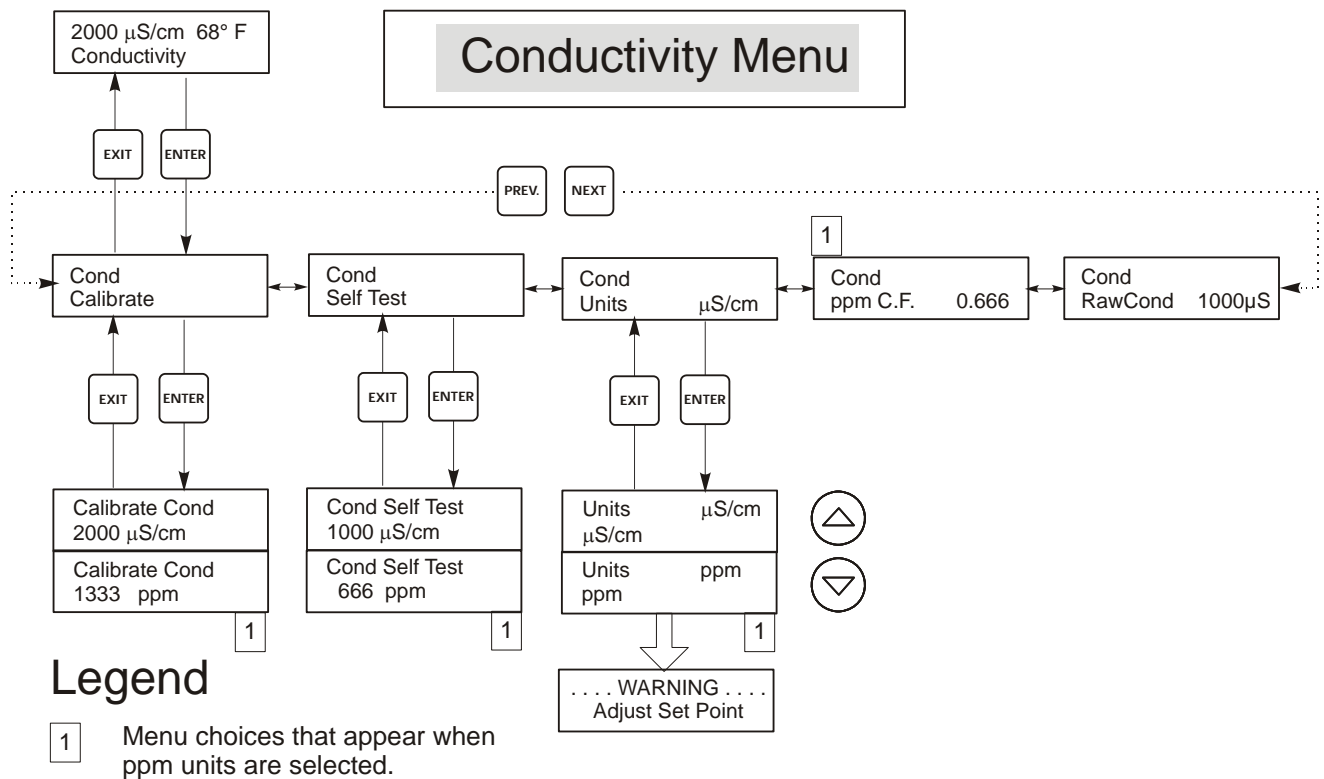 2000 μS/cm 68° F
Conductivity
Conductivity Menu
EXIT
ENTER
PREV.
NEXT
1
Cond
Calibrate
Cond
Self Test
Cond
Units μS/cm
Cond
ppm C.F. 0.666
Cond
RawCond 1000μS
EXIT
ENTER
EXIT
ENTER
EXIT
ENTER
Calibrate Cond
2000 μS/cm
Calibrate Cond
1333 ppm
1
Cond Self Test
1000 μS/cm
Cond Self Test
666 ppm
1
Units μS/cm
μS/cm
Units ppm
ppm
1
. . . . WARNING . . . .
Adjust Set Point
Legend
1 Menu choices that appear when
ppm units are selected.